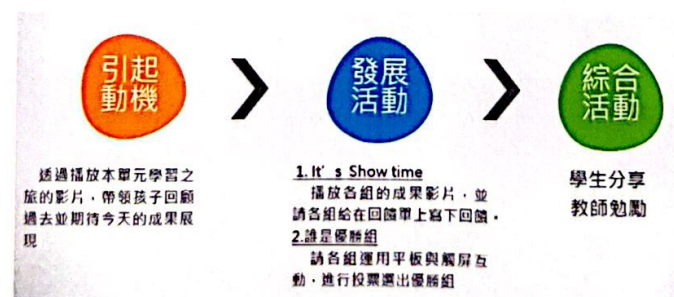 引起
動機
發展
活動
綜合
活動
透過播放本單元學習之
旅的影片，帶領孩子回顧
過去並期待今天的成果展
現
1. It's Show time
播放各組的成果影片，並
請各組給在回饋單上寫下回饋。
2.誰是優勝組
請各組運用平板與觸屏互
動，進行投票選出優勝組
學生分享
教師勉勵